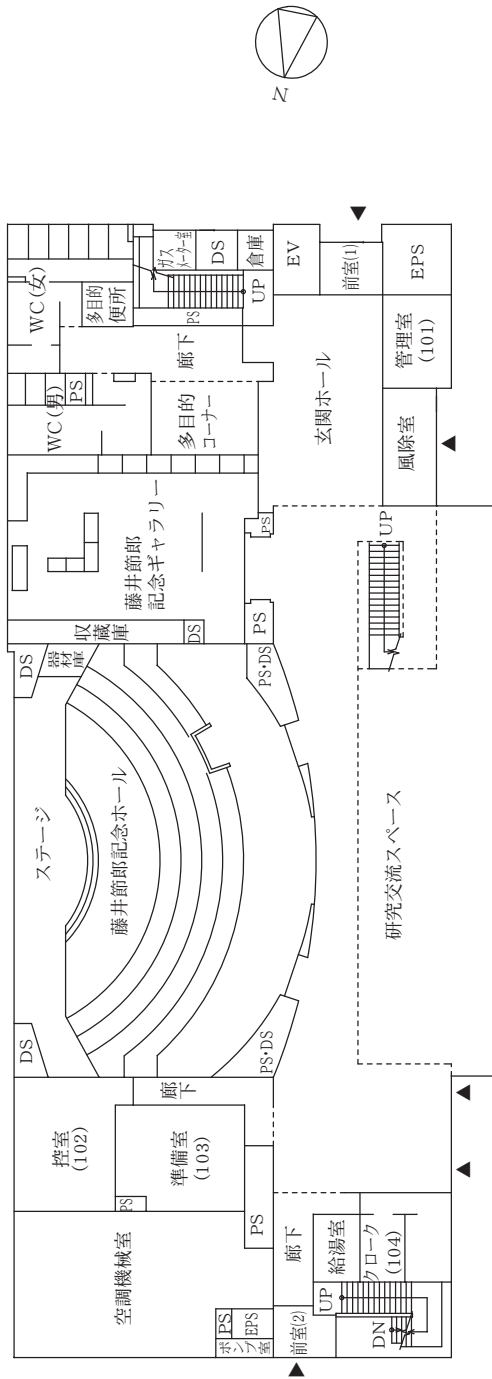 N
WC(女)
多目的
便所
ガス
メーター室
DS
倉庫
EV
前室(1)
EPS
UP
PS
廊下
WC(男)
PS
多目的
コーナー
玄関ホール
管理室
(101)
風除室
藤井節郎
記念ギャラリー
PS
UP
収蔵庫
DS
PS
DS
器材庫
PS・DS
ステージ
藤井節郎記念ホール
研究交流スペース
DS
PS・DS
控室
(102)
廊下
準備室
(103)
PS
PS
空調機械室
廊下
給湯室
クローク
(104)
PS
EPS
ポンプ室
前室(2)
UP
DN